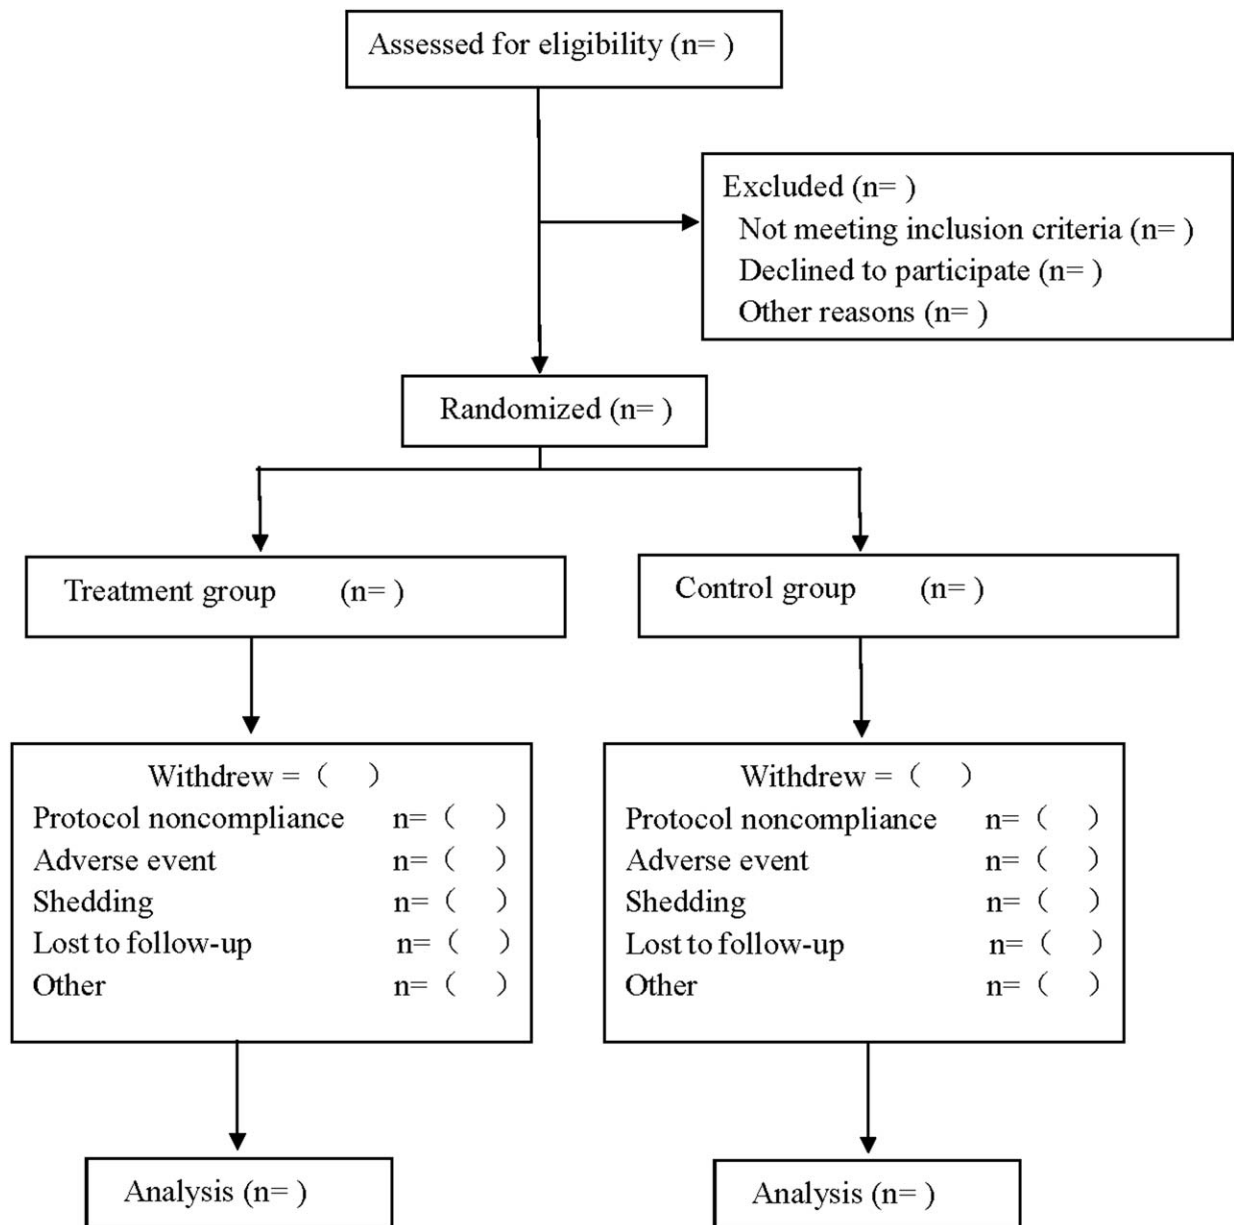 Assessed for eligibility (n= )
Excluded (n= )
Not meeting inclusion criteria (n= )
Declined to participate (n= )
Other reasons (n= )
Randomized (n= )
Treatment group (n= )
Control group (n= )
Withdrew =（ ）
Protocol noncompliance n=（ ）
Adverse event n=（ ）
Shedding n=（ ）
Lost to follow-up n=（ ）
Other n=（ ）
Withdrew =（ ）
Protocol noncompliance n=（ ）
Adverse event n=（ ）
Shedding n=（ ）
Lost to follow-up n=（ ）
Other n=（ ）
Analysis (n= )
Analysis (n= )